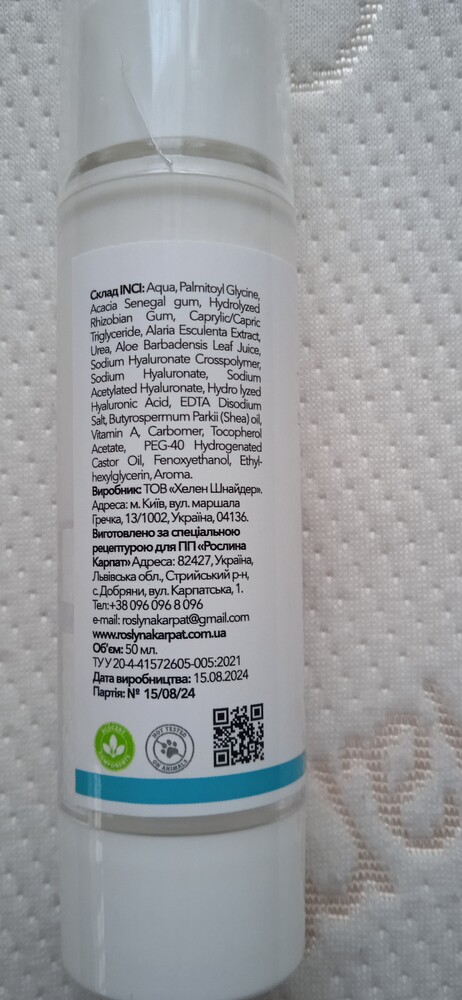 Склад INCI: Aqua, Palmitoyl Glycine,
Acacia Senegal gum, Hydrolyzed
Rhizobian Gum, Caprylic/Capric
Triglyceride, Alaria Esculenta Extract,
Urea, Aloe Barbadensis Leaf Juice,
Sodium Hyaluronate Crosspolymer,
Sodium Hyaluronate, Sodium
Acetylated Hyaluronate, Hydro lyzed
Hyaluronic Acid, EDTA Disodium
Salt, Butyrospermum Parkii (Shea) oil,
Vitamin A, Carbomer, Tocopherol
Acetate, PEG-40 Hydrogenated
Castor Oil, Fenoxyethanol, Ethyl-
hexylglycerin, Aroma.
Виробник: ТОВ «Хелен Шнайдер».
Адреса: м. Київ, вул. маршала
Гречка, 13/1002, Україна, 04136.
Виготовлено за спеціальною
рецептурою для ПП «Рослина
Карпат» Адреса: 82427, Україна,
Львівська обл., Стрийський р-н,
с. Добряни, вул. Карпатська, 1.
Тел:+38 096 096 8 096
e-mail: roslynakarpat@gmail.com
www.roslynakarpat.com.ua
Об'єм: 50 мл.
ТУ У 20-4-41572605-005:2021
Дата виробництва: 15.08.2024
Партія: № 15/08/24
NOT TESTED
ON ANIMALS